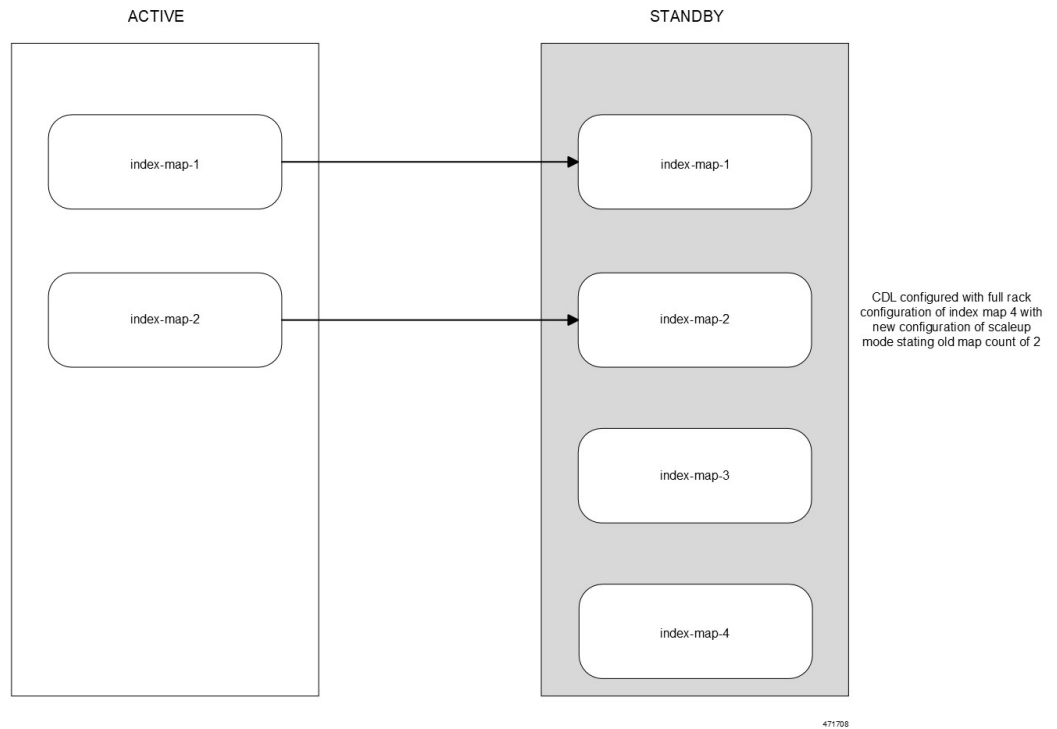 ACTIVE
STANDBY
index-map-1
index-map-1
index-map-2
index-map-2
CDL configured with full rack
configuration of index map 4 with
new configuration of scaleup
mode stating old map count of 2
index-map-3
index-map-4
471708